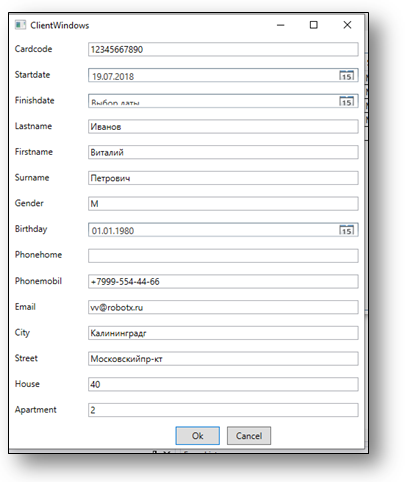 ClientWindows
Cardcode 12345667890
Startdate 19.07.2018 15
Finishdate Выбор даты 15
Lastname Иванов
Firstname Виталий
Surname Петрович
Gender М
Birthday 01.01.1980 15
Phonehome
Phonemobil +7999-554-44-66
Email vv@robotx.ru
City Калининградг
Street Московскийпр-кт
House 40
Apartment 2
Ok Cancel